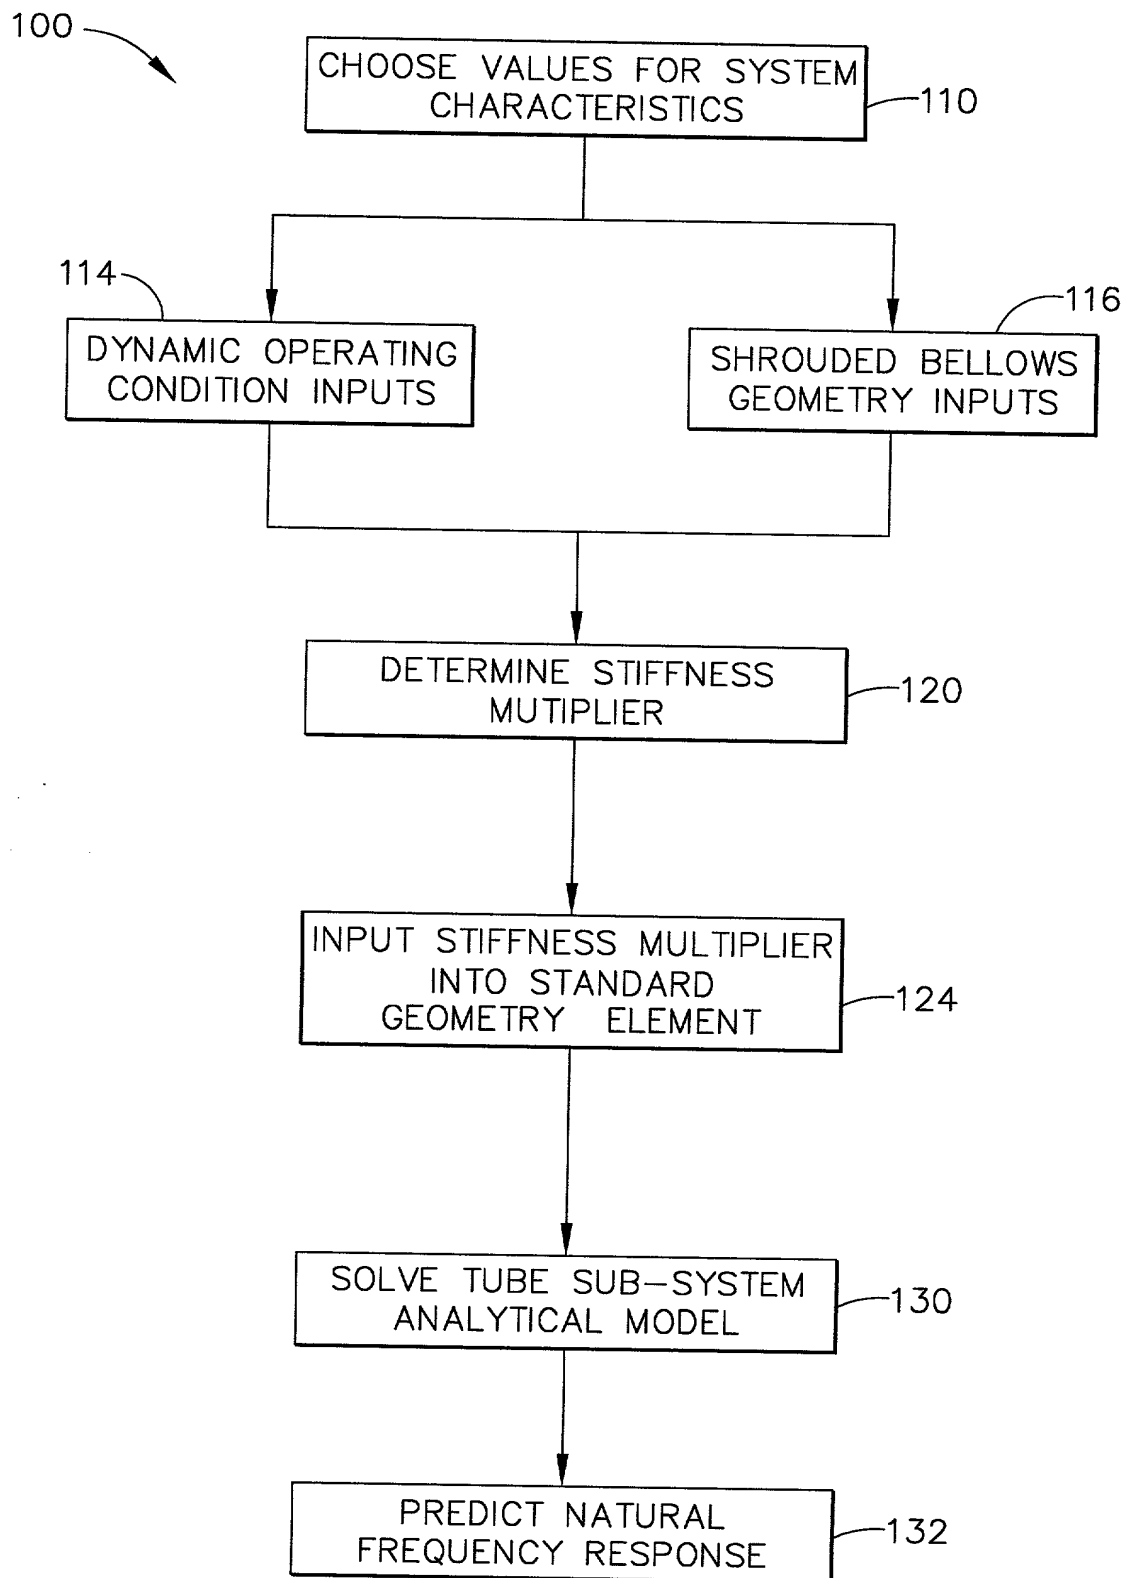 100
CHOOSE VALUES FOR SYSTEM
CHARACTERISTICS
110
114
116
DYNAMIC OPERATING
CONDITION INPUTS
SHROUDED BELLOWS
GEOMETRY INPUTS
DETERMINE STIFFNESS
MUTIPLIER
120
INPUT STIFFNESS MULTIPLIER
INTO STANDARD
GEOMETRY ELEMENT
124
SOLVE TUBE SUB-SYSTEM
ANALYTICAL MODEL
130
PREDICT NATURAL
FREQUENCY RESPONSE
132